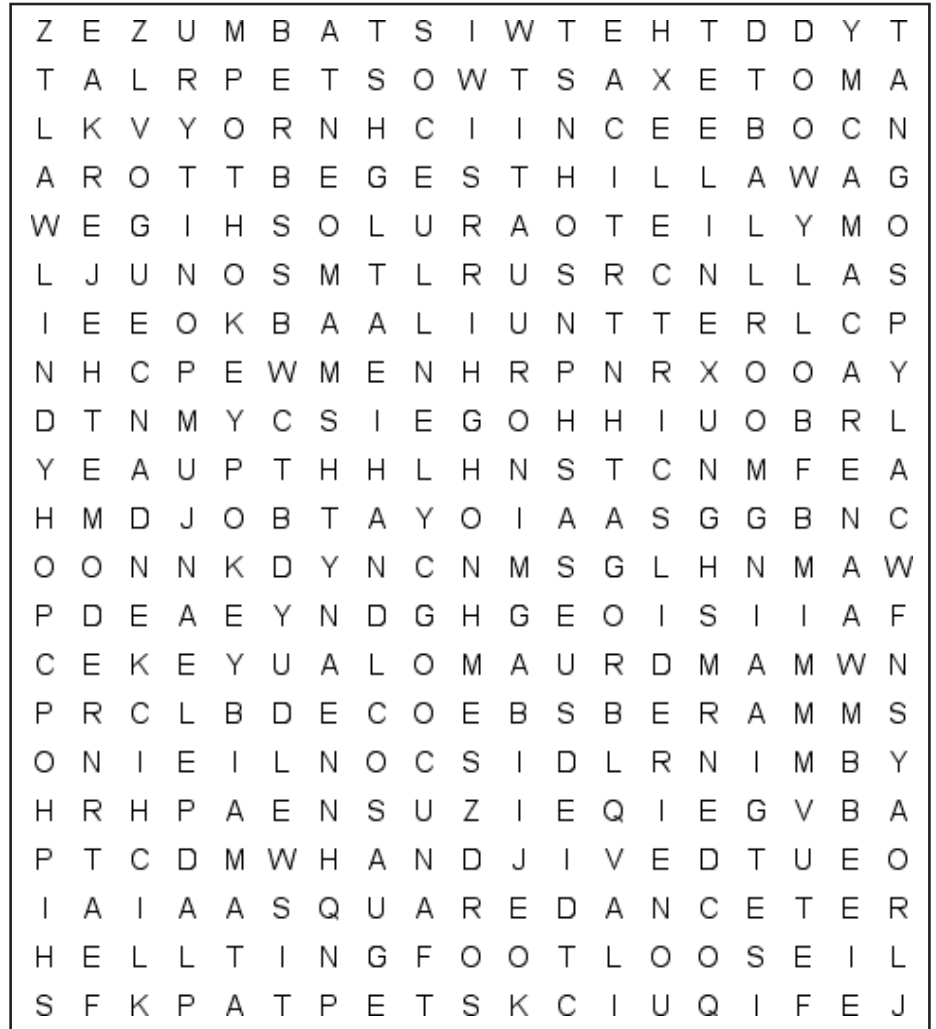 Z E Z U M B A T S I W T E H T D D Y T
T A L R P E T S O W T S A X E T O M A
L K V Y O R N H C I I N C E E B O C N
A R O T T B E G E S T H I L L A W A G
W E G I H S O L U R A O T E I L Y M O
L J U N O S M T L R U S R C N L L A S
I E E O K B A A L I U N T T E R L C P
N H C P E W M E N H R P N R X O O A Y
D T N M Y C S I E G O H H I U O B R L
Y E A U P T H H L H N S T C N M F E A
H M D J O B T A Y O I A A S G G B N C
O O N N K D Y N C N M S G L H N M A W
P D E A E Y N D G H G E O I S I I A F
C E K E Y U A L O M A U R D M A M W N
P R C L B D E C O E B S B E R A M M S
O N I E I L N O C S I D L R N I M B Y
H R H P A E N S U Z I E Q I E G V B A
P T C D M W H A N D J I V E D T U E O
I A I A A S Q U A R E D A N C E T E R
H E L L T I N G F O O T L O O S E I L
S F K P A T P E T S K C I U Q I F E J